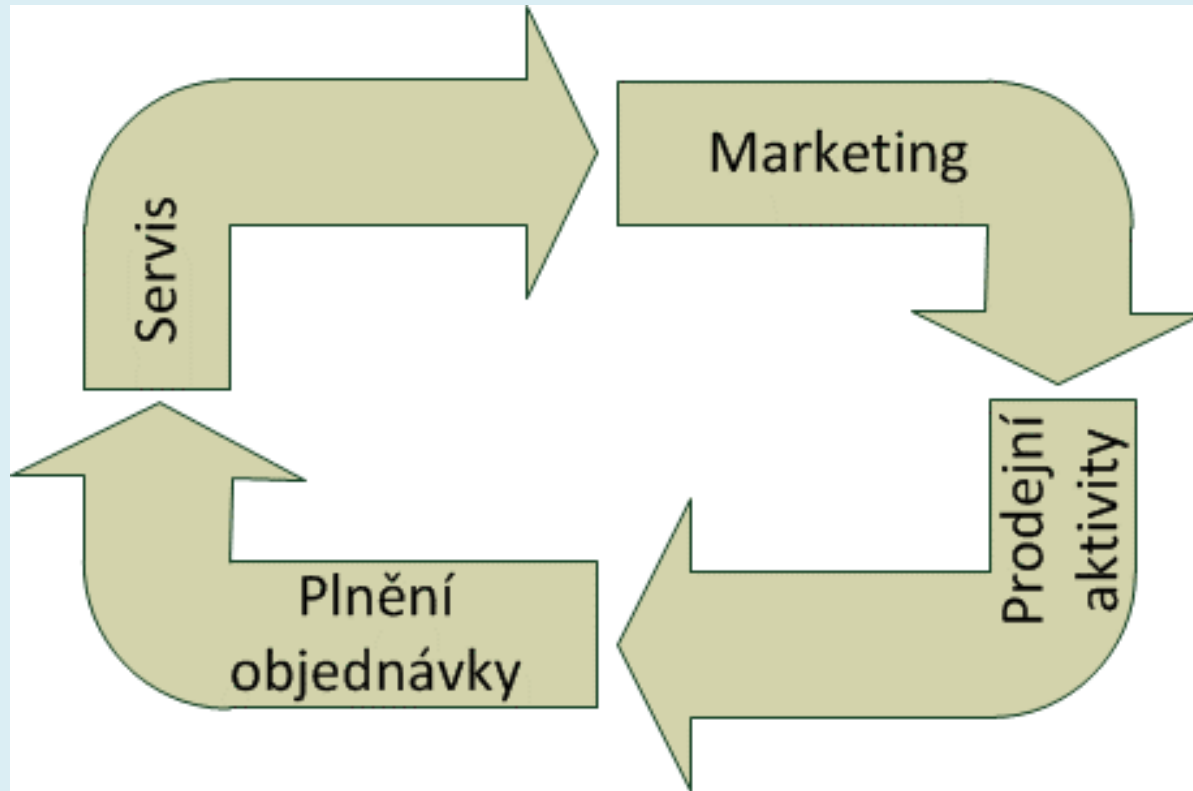 Marketing
Servis
Prodejní
aktivity
Plnění
objednávky